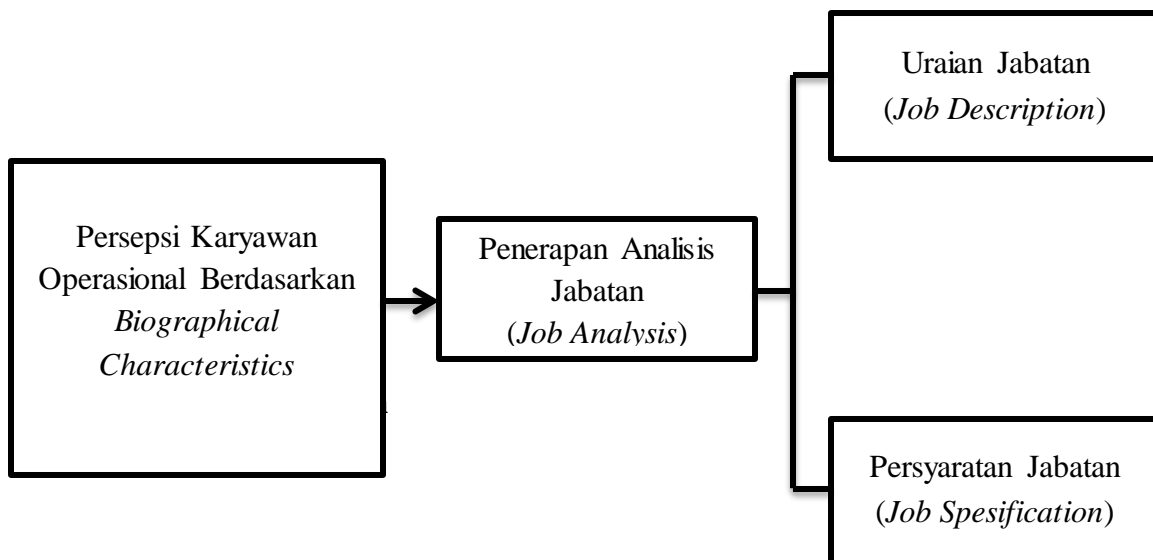 Uraian Jabatan
(Job Description)
Persepsi Karyawan
Operasional Berdasarkan
Biographical
Characteristics
Penerapan Analisis
Jabatan
(Job Analysis)
Persyaratan Jabatan
(Job Spesification)